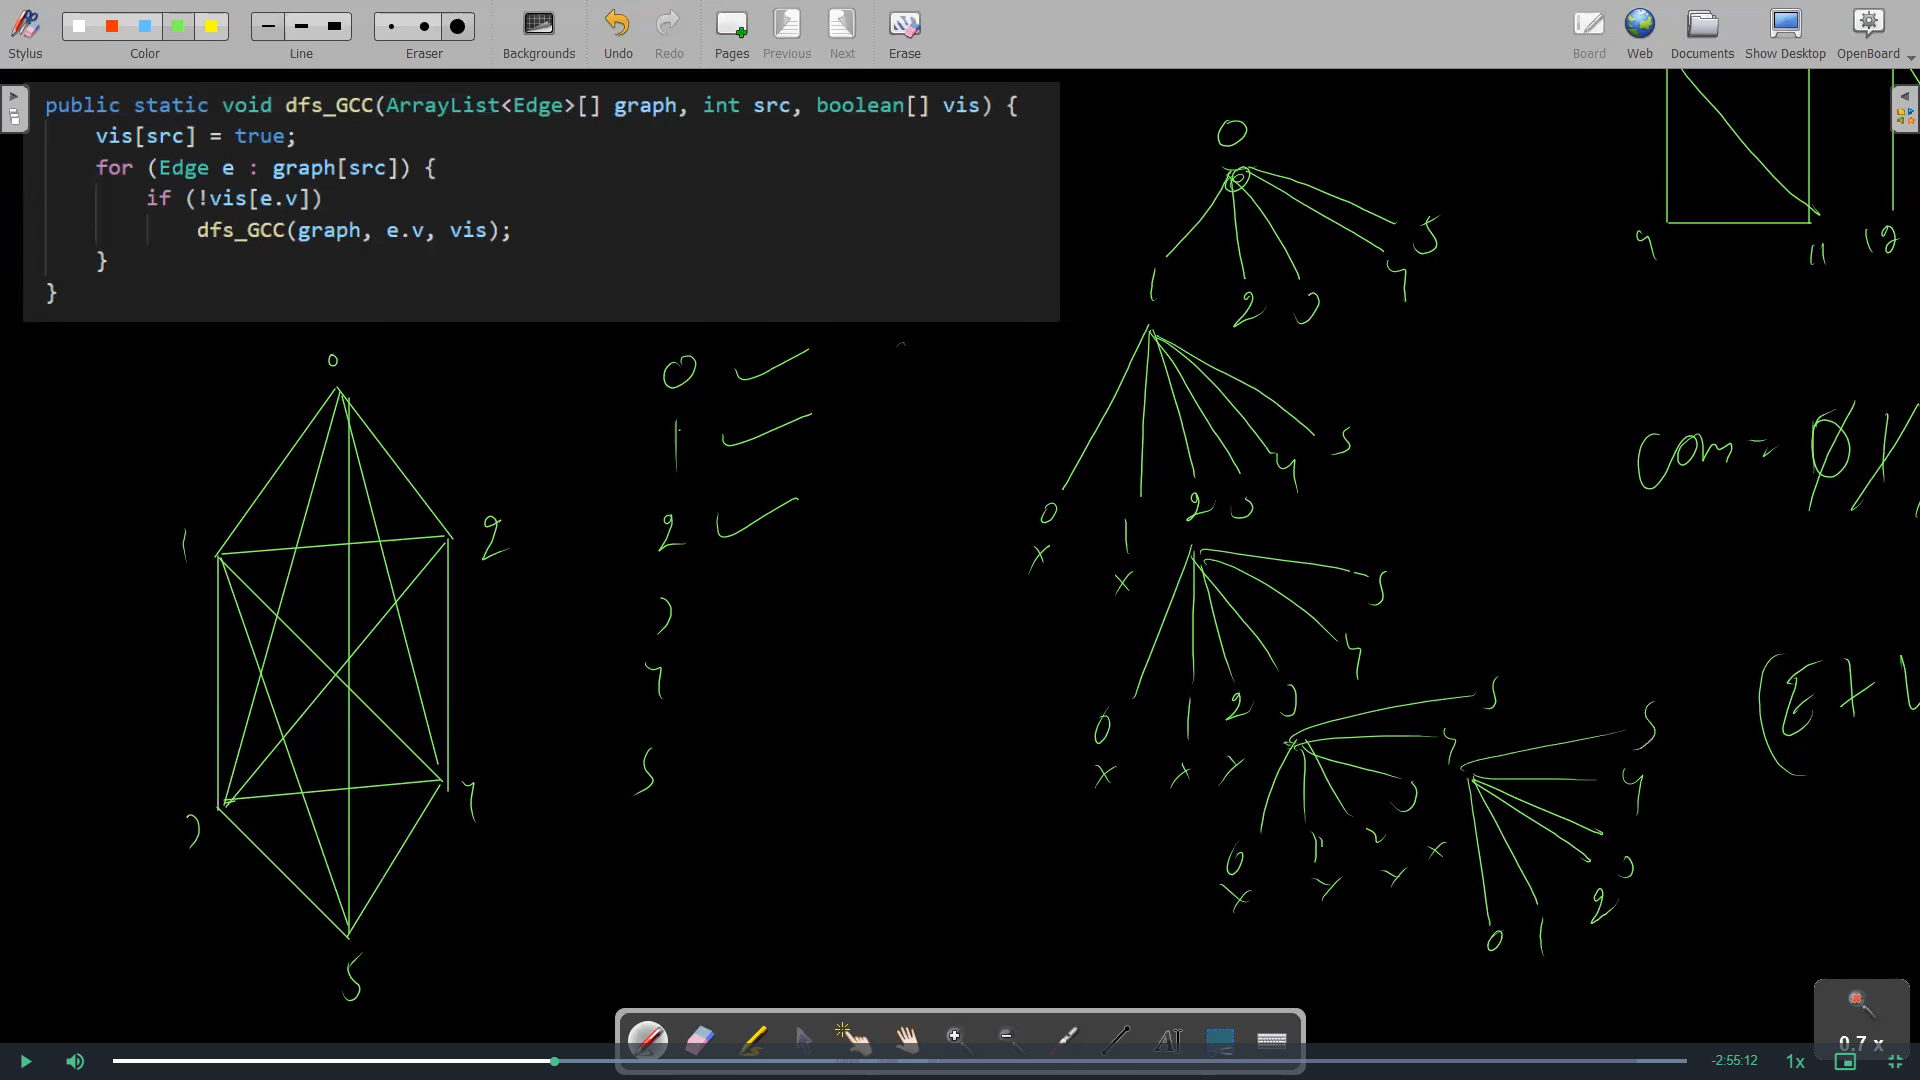 Stylus
Color
Line
Eraser
Backgrounds
Undo
Redo
Pages
Previous
Next
Erase
Board
Web
Documents
Show Desktop
OpenBoard
public static void dfs_GCC(ArrayList<Edge>[] graph, int src, boolean[] vis) {
vis[src] = true;
for (Edge e : graph[src]) {
if (!vis[e.v])
dfs_GCC(graph, e.v, vis);
}
}
0
1
2
3
4
5
0 ✓
1 ✓
2 ✓
3
4
5
0
1 2 3 4 5
0 1 2 3 4 5
x x
0 1 2 3 4 5
x x x
0 1 2 3 4 5
x x x x
0 1 2 3 4 5
9 11 12
com = 0 1
(E +
0.7 x
-2:55:12
1x